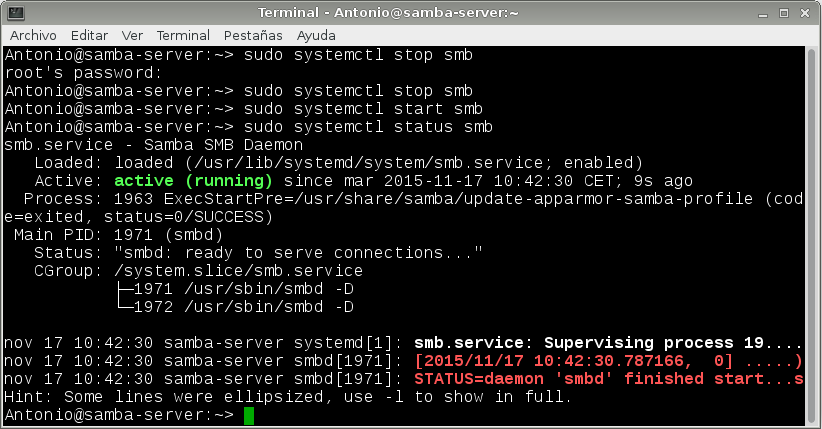 Terminal - Antonio@samba-server:~
Archivo Editar Ver Terminal Pestañas Ayuda
Antonio@samba-server:~> sudo systemctl stop smb
root's password:
Antonio@samba-server:~> sudo systemctl stop smb
Antonio@samba-server:~> sudo systemctl start smb
Antonio@samba-server:~> sudo systemctl status smb
smb.service - Samba SMB Daemon
   Loaded: loaded (/usr/lib/systemd/system/smb.service; enabled)
   Active: active (running) since mar 2015-11-17 10:42:30 CET; 9s ago
  Process: 1963 ExecStartPre=/usr/share/samba/update-apparmor-samba-profile (cod
e=exited, status=0/SUCCESS)
 Main PID: 1971 (smbd)
   Status: "smbd: ready to serve connections..."
   CGroup: /system.slice/smb.service
           ├─1971 /usr/sbin/smbd -D
           └─1972 /usr/sbin/smbd -D

nov 17 10:42:30 samba-server systemd[1]: smb.service: Supervising process 19....
nov 17 10:42:30 samba-server smbd[1971]: [2015/11/17 10:42:30.787166,  0] .....)
nov 17 10:42:30 samba-server smbd[1971]: STATUS=daemon 'smbd' finished start...s
Hint: Some lines were ellipsized, use -l to show in full.
Antonio@samba-server:~>